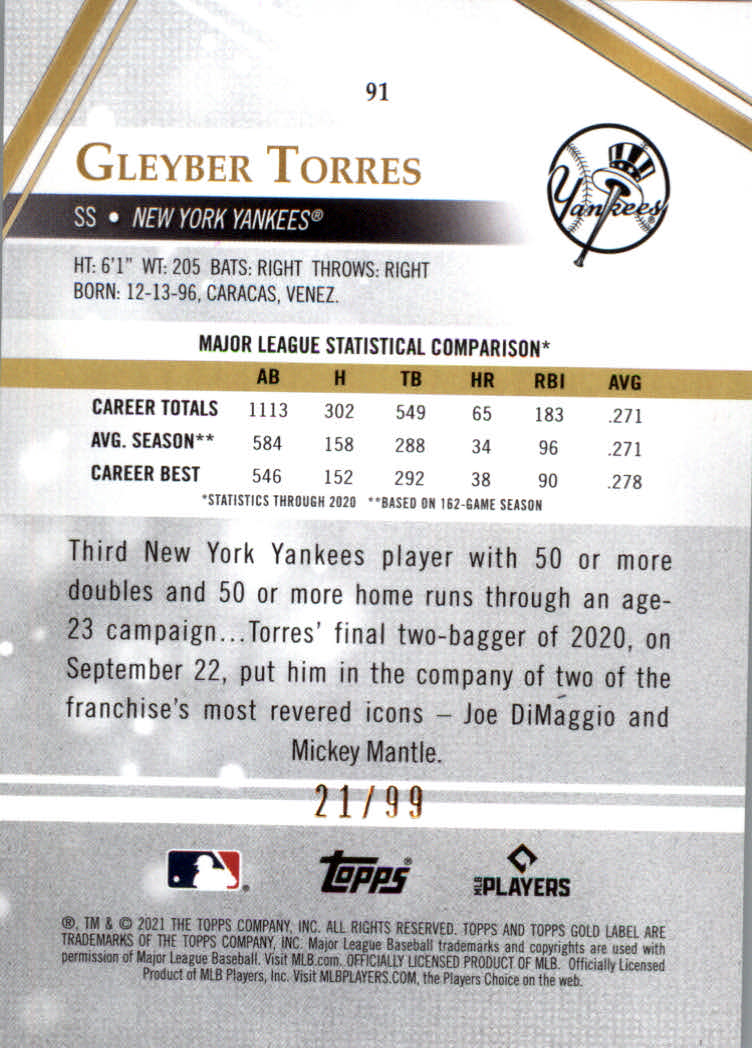 91
GLEYBER TORRES
Yankees
SS • NEW YORK YANKEES®
HT: 6'1" WT: 205 BATS: RIGHT THROWS: RIGHT
BORN: 12-13-96, CARACAS, VENEZ.
MAJOR LEAGUE STATISTICAL COMPARISON*
AB H TB HR RBI AVG
CAREER TOTALS 1113 302 549 65 183 .271
AVG. SEASON** 584 158 288 34 96 .271
CAREER BEST 546 152 292 38 90 .278
*STATISTICS THROUGH 2020 **BASED ON 162-GAME SEASON
Third New York Yankees player with 50 or more
doubles and 50 or more home runs through an age-
23 campaign...Torres' final two-bagger of 2020, on
September 22, put him in the company of two of the
franchise's most revered icons – Joe DiMaggio and
Mickey Mantle.
21/99
Topps® MLB PLAYERS
®, TM & © 2021 THE TOPPS COMPANY, INC. ALL RIGHTS RESERVED. TOPPS AND TOPPS GOLD LABEL ARE
TRADEMARKS OF THE TOPPS COMPANY, INC. Major League Baseball trademarks and copyrights are used with
permission of Major League Baseball. Visit MLB.com. OFFICIALLY LICENSED PRODUCT OF MLB. Officially Licensed
Product of MLB Players, Inc. Visit MLBPLAYERS.COM, the Players Choice on the web.